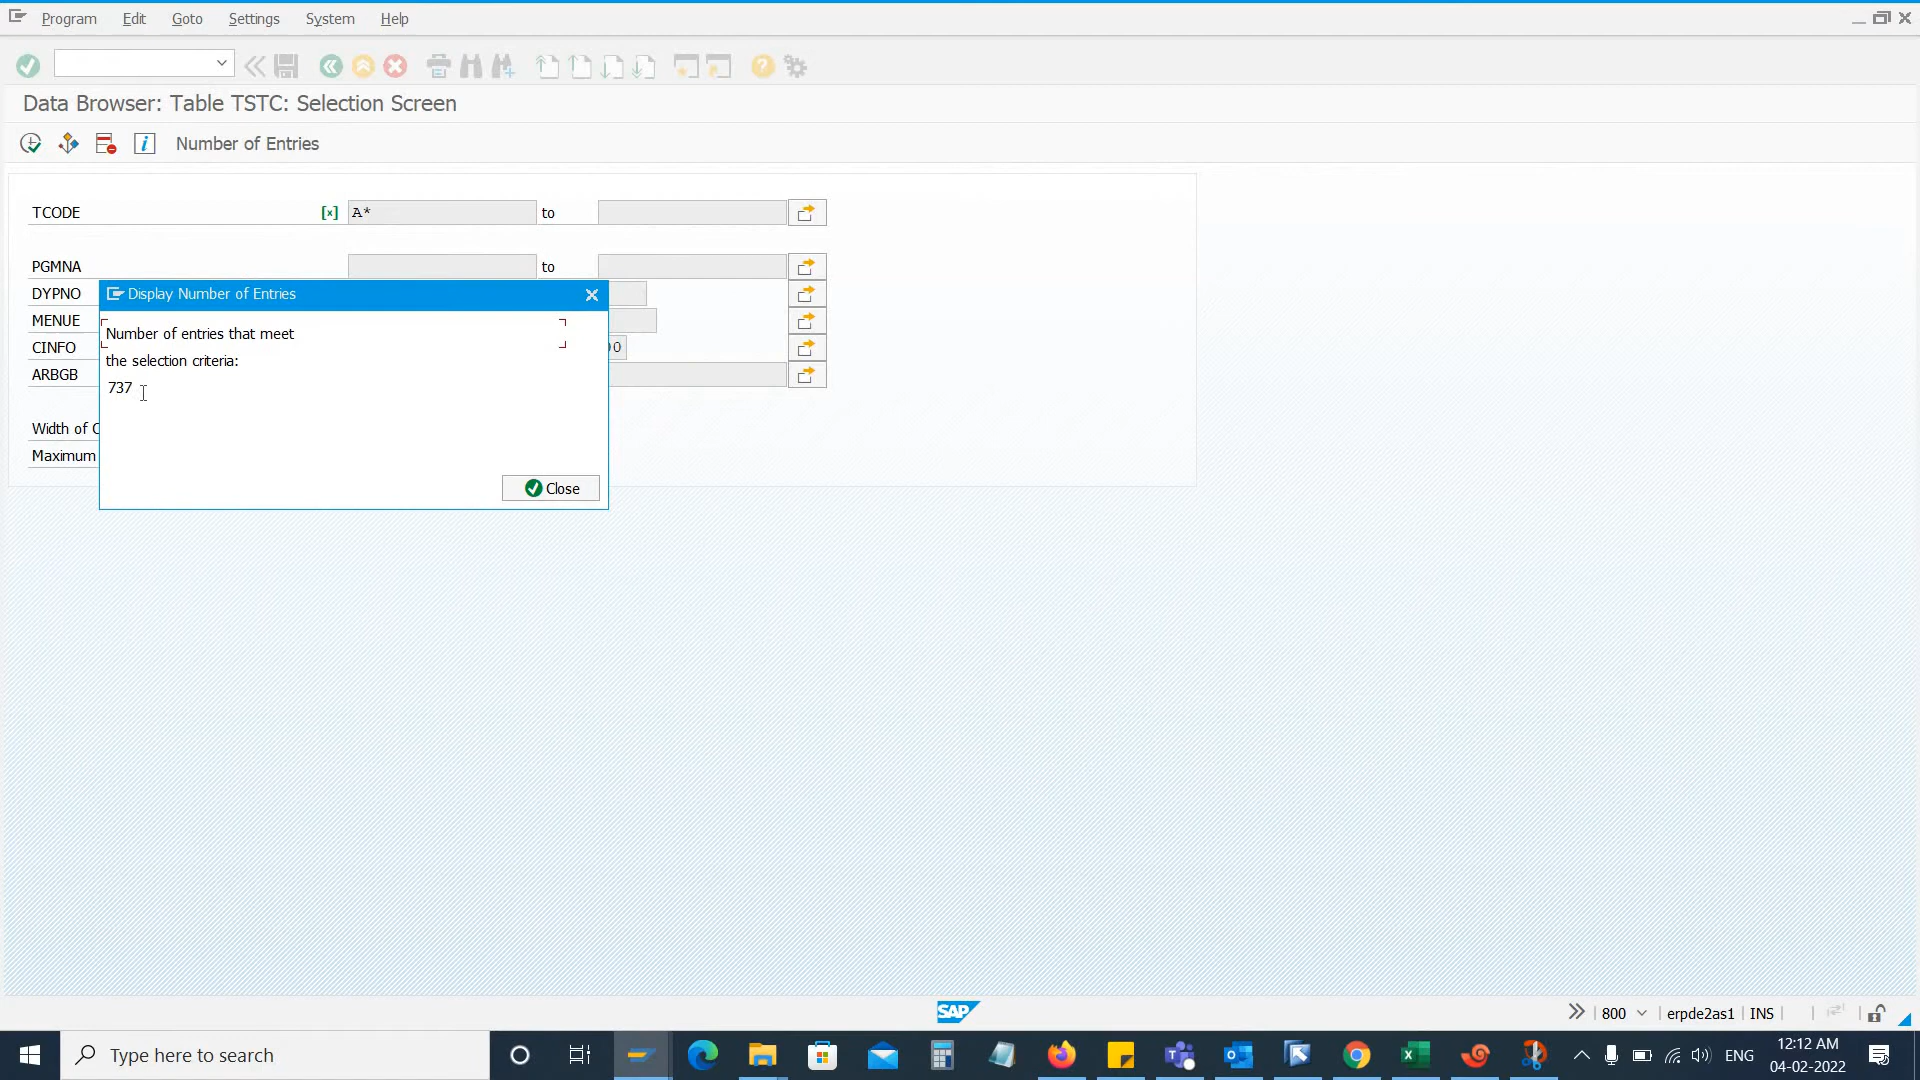 Program Edit Goto Settings System Help
Data Browser: Table TSTC: Selection Screen
i Number of Entries
TCODE [×] A* to
PGMNA to
DYPNO
MENUE
CINFO 00
ARBGB
Width of
Maximum
Display Number of Entries
Number of entries that meet
the selection criteria:
737
Close
SAP
800 erpde2as1 INS
Type here to search
ENG
12:12 AM
04-02-2022